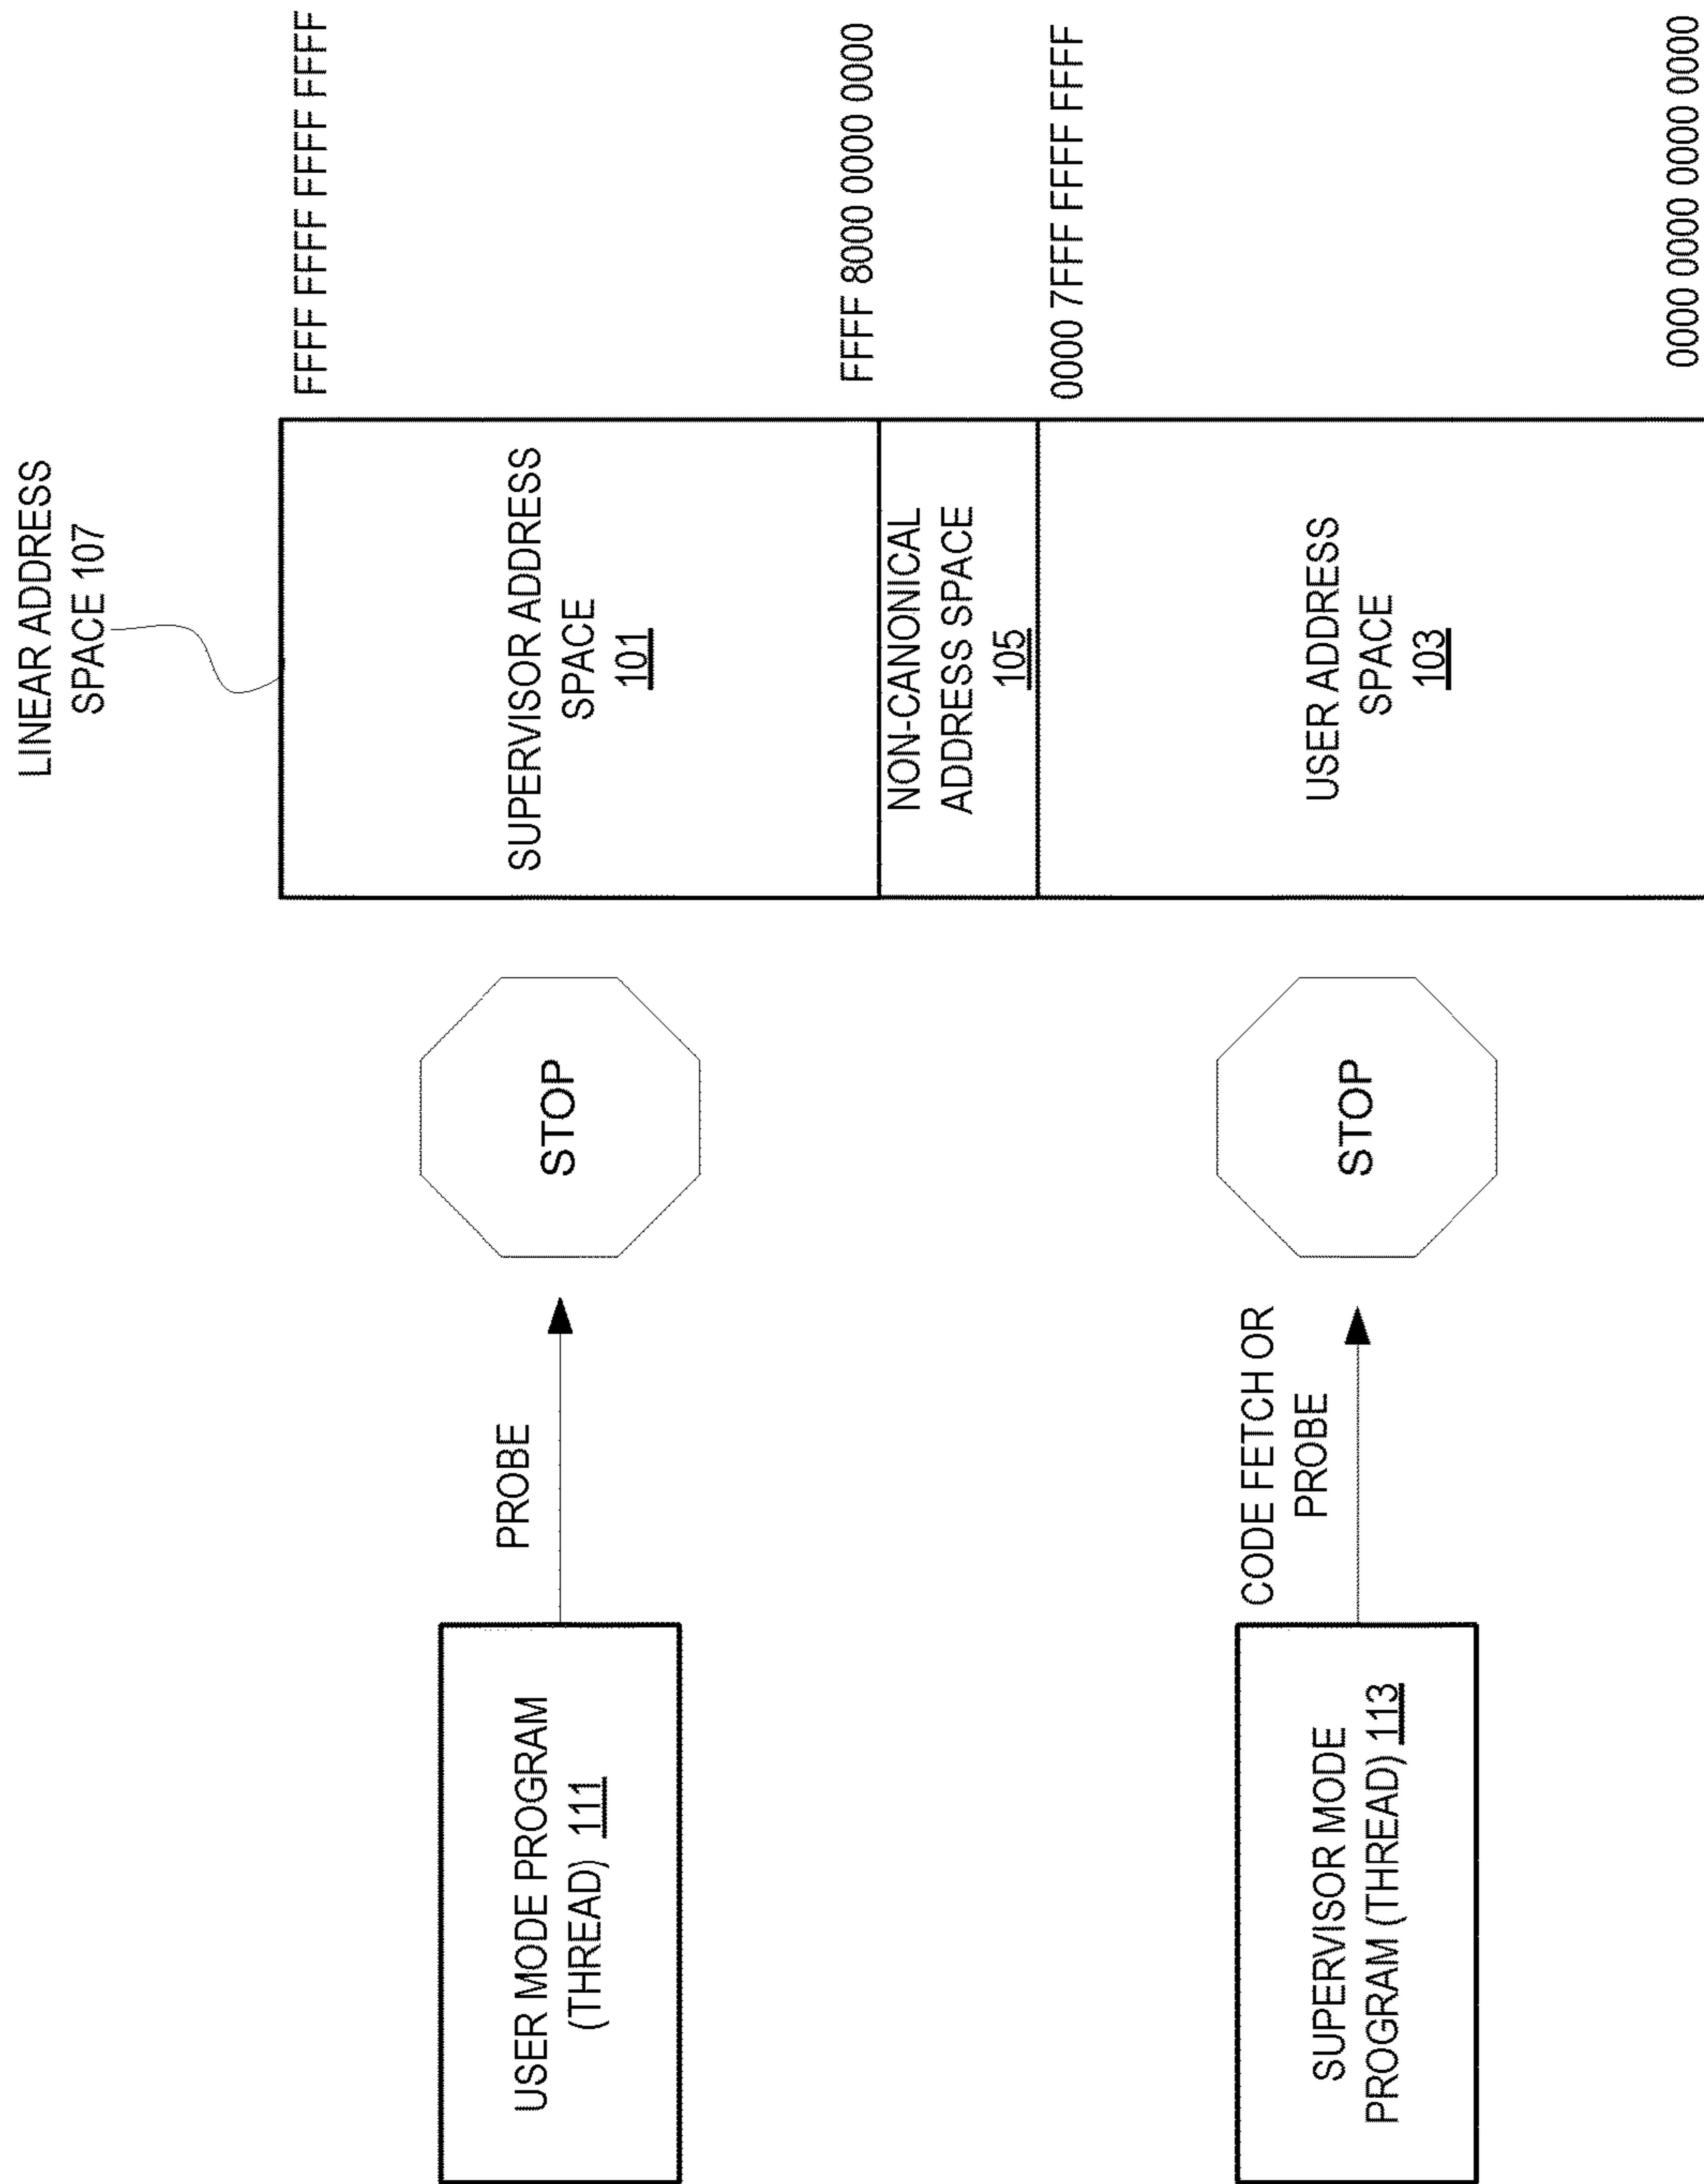 LINEAR ADDRESS
SPACE 107
FFFF FFFF FFFF FFFF
USER MODE PROGRAM
(THREAD) 111
PROBE
STOP
SUPERVISOR ADDRESS
SPACE
101
FFFF 8000 0000 0000
NON-CANONICAL
ADDRESS SPACE
105
0000 7FFF FFFF FFFF
SUPERVISOR MODE
PROGRAM (THREAD) 113
CODE FETCH OR
PROBE
STOP
USER ADDRESS
SPACE
103
0000 0000 0000 0000